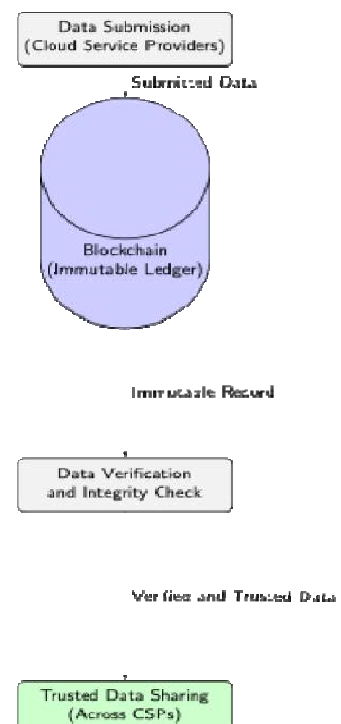 Data Submission
(Cloud Service Providers)
Submitted Data
Blockchain
(Immutable Ledger)
Immutable Record
Data Verification
and Integrity Check
Verified and Trusted Data
Trusted Data Sharing
(Across CSPs)